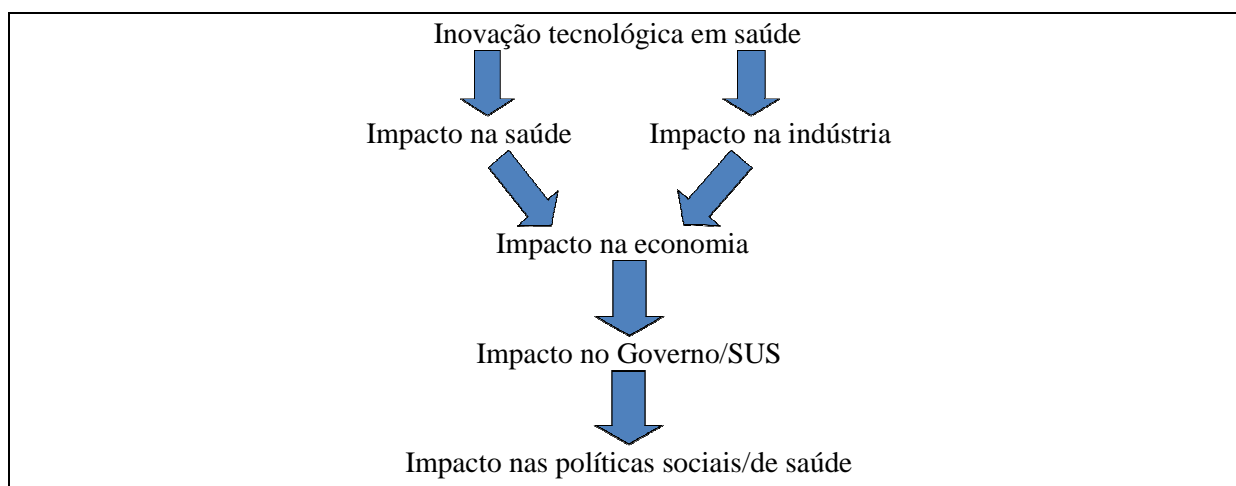 Inovação tecnológica em saúde
Impacto na saúde
Impacto na indústria
Impacto na economia
Impacto no Governo/SUS
Impacto nas políticas sociais/de saúde